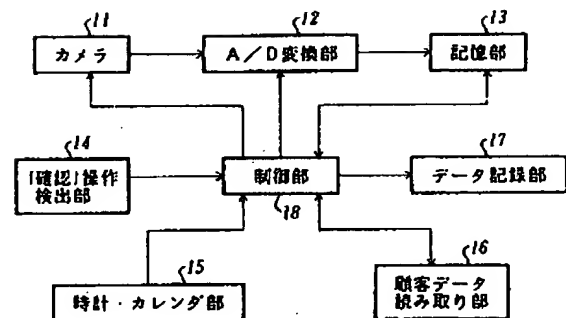 11
カメラ
12
A/D変換部
13
記憶部
14
「確認」操作
検出部
制御部
18
17
データ記録部
15
時計・カレンダ部
16
顧客データ
読み取り部